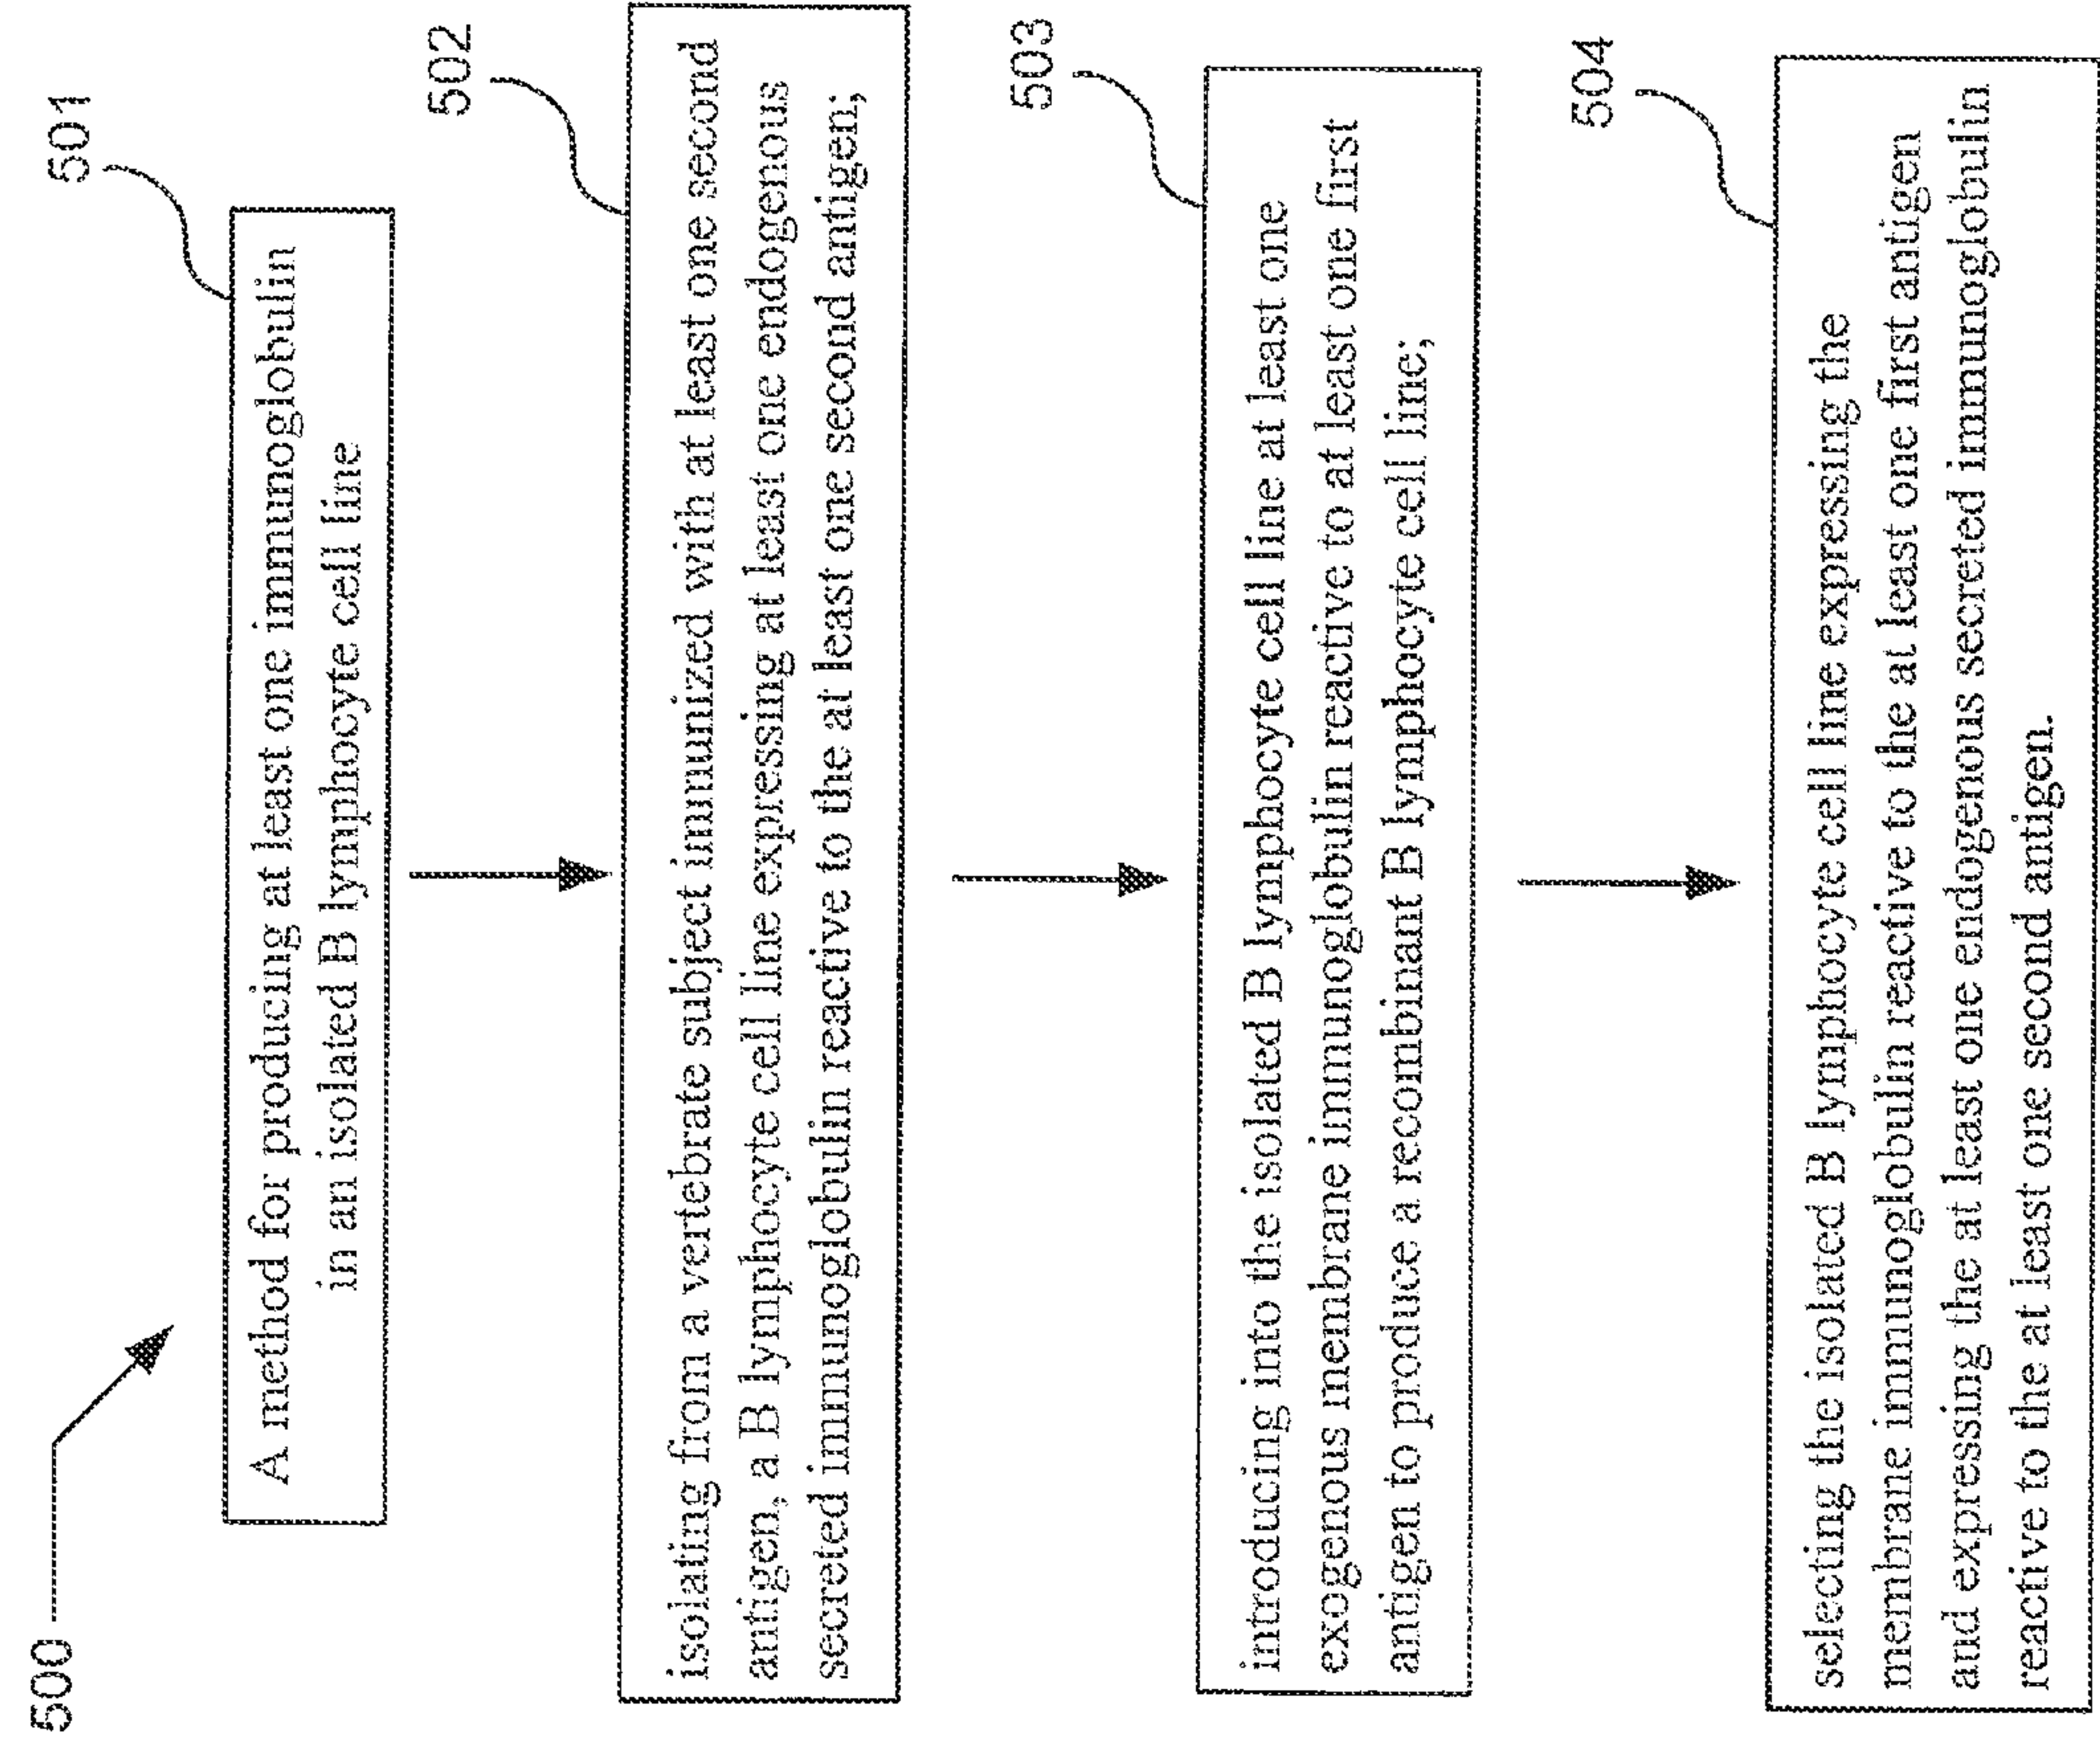 500
501
A method for producing at least one immunoglobulin
in an isolated B lymphocyte cell line
502
isolating from a vertebrate subject immunized with at least one second
antigen, a B lymphocyte cell line expressing at least one endogenous
secreted immunoglobulin reactive to the at least one second antigen;
503
introducing into the isolated B lymphocyte cell line at least one
exogenous membrane immunoglobulin reactive to at least one first
antigen to produce a recombinant B lymphocyte cell line;
504
selecting the isolated B lymphocyte cell line expressing the
membrane immunoglobulin reactive to the at least one first antigen
and expressing the at least one endogenous secreted immunoglobulin
reactive to the at least one second antigen.